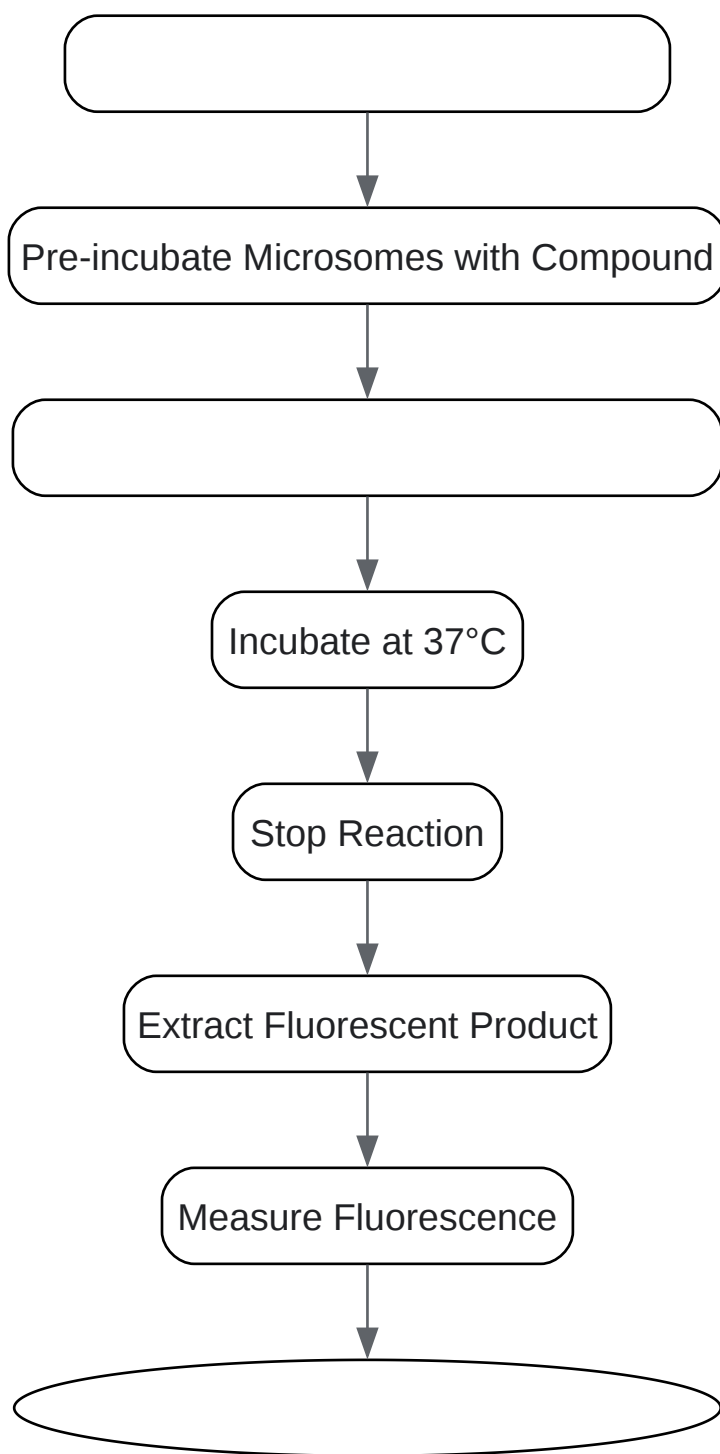 Pre-incubate Microsomes with Compound
Incubate at 37°C
Stop Reaction
Extract Fluorescent Product
Measure Fluorescence